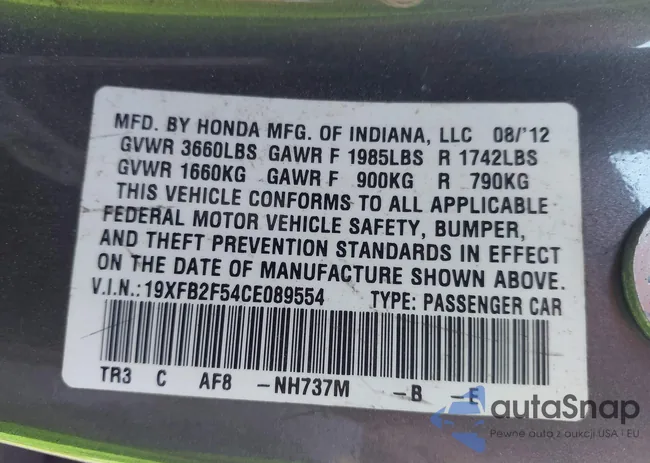 MFD. BY HONDA MFG. OF INDIANA, LLC 08/'12
GVWR 3660LBS GAWR F 1985LBS R 1742LBS
GVWR 1660KG GAWR F 900KG R 790KG
THIS VEHICLE CONFORMS TO ALL APPLICABLE
FEDERAL MOTOR VEHICLE SAFETY, BUMPER,
AND THEFT PREVENTION STANDARDS IN EFFECT
ON THE DATE OF MANUFACTURE SHOWN ABOVE.
V.I.N.:19XFB2F54CE089554 TYPE: PASSENGER CAR
TR3 C AF8 -NH737M -B -E
autaSnap
Pewne auta z aukcji USA - EU